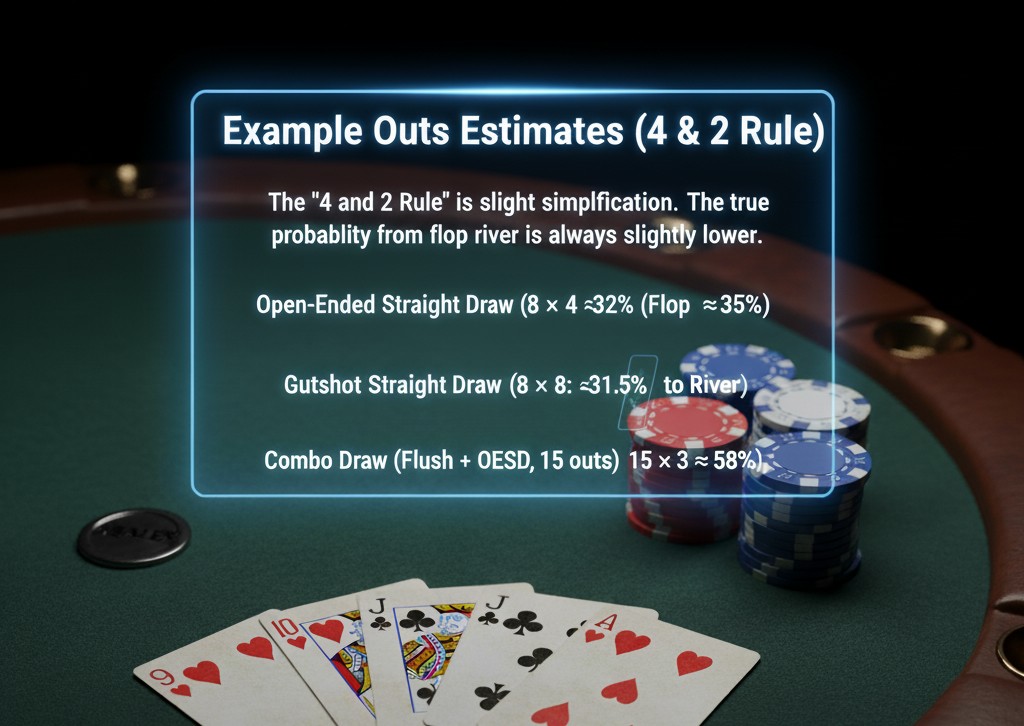 Example Outs Estimates (4 & 2 Rule)
The "4 and 2 Rule" is slight simplfication. The true
probablity from flop river is always slightly lower.
Open-Ended Straight Draw (8 × 4 ≈32% (Flop ≈35%)
Gutshot Straight Draw (8 × 8: ≈31.5% to River)
Combo Draw (Flush + OESD, 15 outs) 15 × 3 ≈ 58%)
9
10
J
J
A